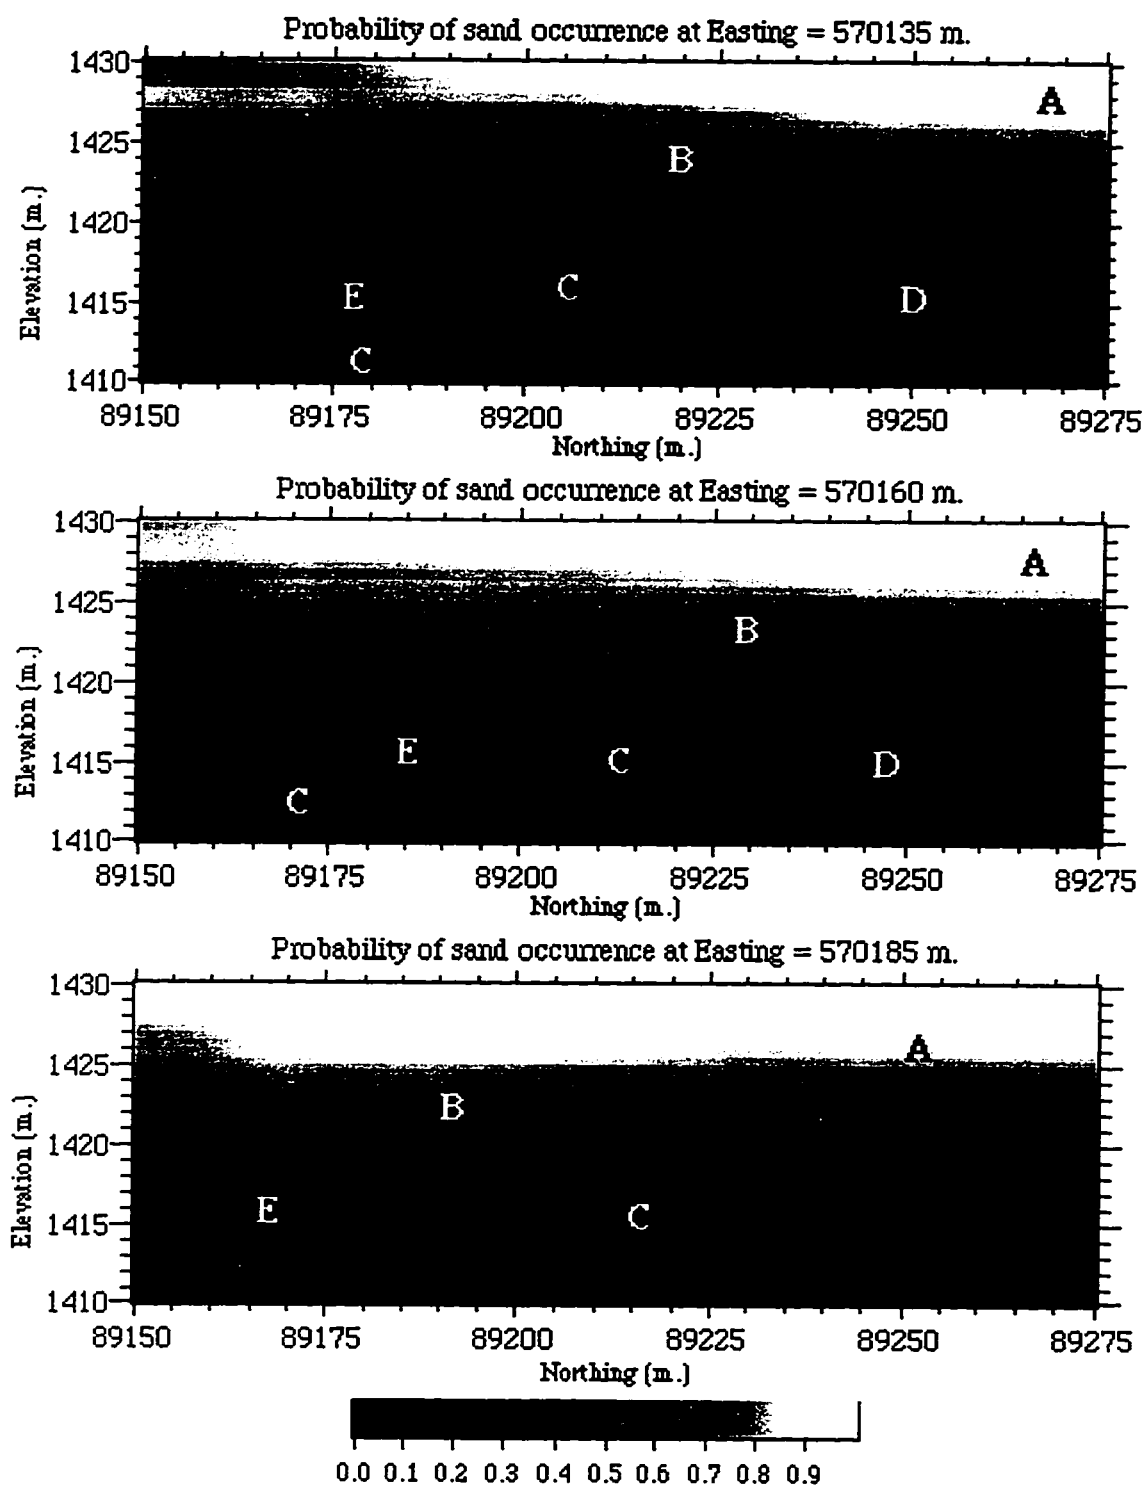 Probability of sand occurrence at Easting = 570135 m.
1430
A
1425
B
1420
Elevation (m.)
E
C
D
1415
C
1410
89150 89175 89200 89225 89250 89275
Northing (m.)
Probability of sand occurrence at Easting = 570160 m.
1430
A
1425
B
1420
Elevation (m.)
E
C
D
1415
C
1410
89150 89175 89200 89225 89250 89275
Northing (m.)
Probability of sand occurrence at Easting = 570185 m.
1430
A
1425
B
1420
Elevation (m.)
E
C
1415
1410
89150 89175 89200 89225 89250 89275
Northing (m.)
0.0 0.1 0.2 0.3 0.4 0.5 0.6 0.7 0.8 0.9